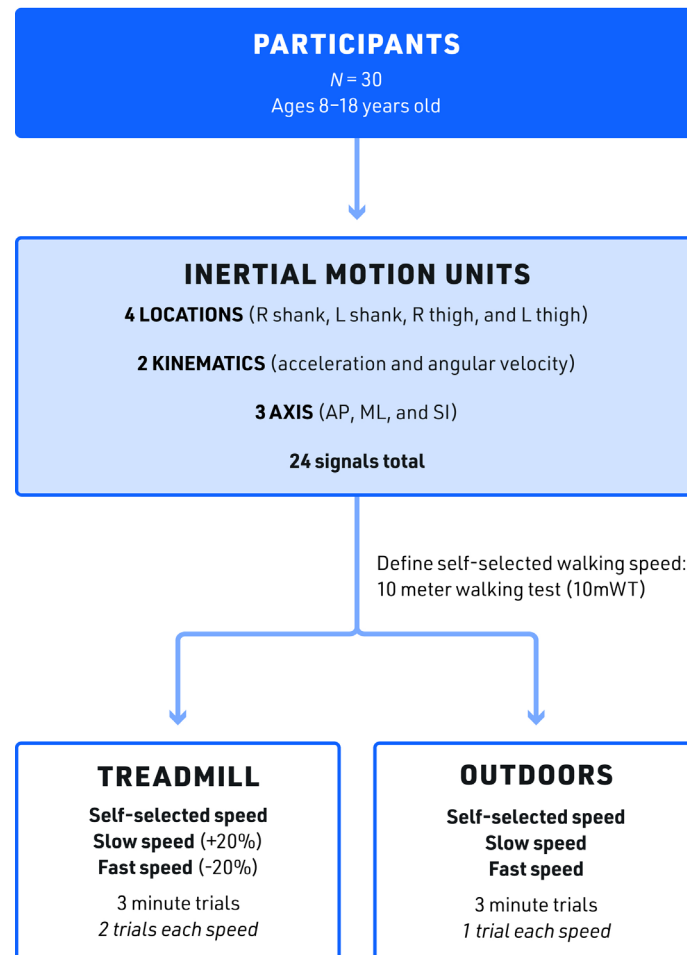 PARTICIPANTS
N = 30
Ages 8–18 years old
INERTIAL MOTION UNITS
4 LOCATIONS (R shank, L shank, R thigh, and L thigh)
2 KINEMATICS (acceleration and angular velocity)
3 AXIS (AP, ML, and SI)
24 signals total
Define self-selected walking speed:
10 meter walking test (10mWT)
TREADMILL
Self-selected speed
Slow speed (+20%)
Fast speed (-20%)
3 minute trials
2 trials each speed
OUTDOORS
Self-selected speed
Slow speed
Fast speed
3 minute trials
1 trial each speed